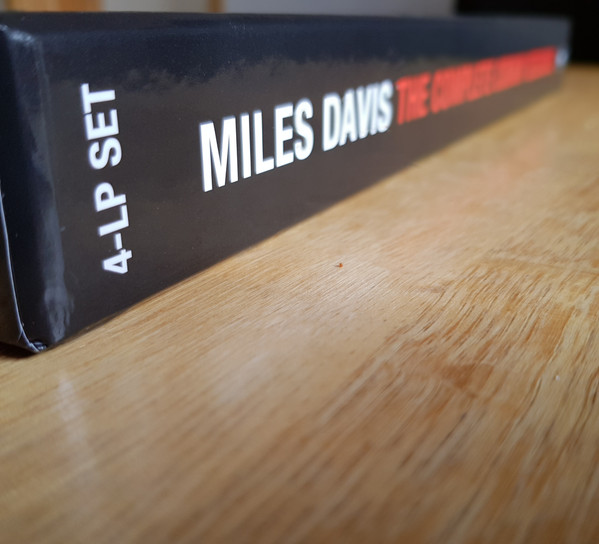 4-LP SET
MILES DAVIS THE COMPLETE